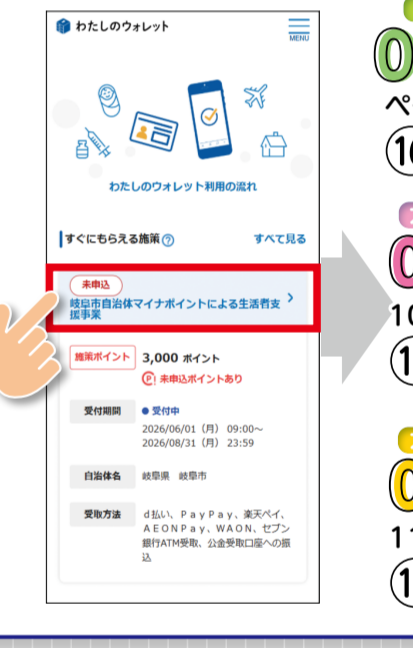 わたしのウォレット
MENU
わたしのウォレット利用の流れ
すぐにもらえる施策?
すべて見る
未申込
岐阜市自治体マイナポイントによる生活者支
援事業
施策ポイント
3,000 ポイント
P 未申込ポイントあり
受付期間
受付中
2026/06/01（月）09:00～
2026/08/31（月）23:59
自治体名
岐阜県　岐阜市
受取方法
ｄ払い、ＰａｙＰａｙ、楽天ペイ、
ＡＥＯＮＰａｙ、ＷＡＯＮ、セブン
銀行ATM受取、公金受取口座への振
込